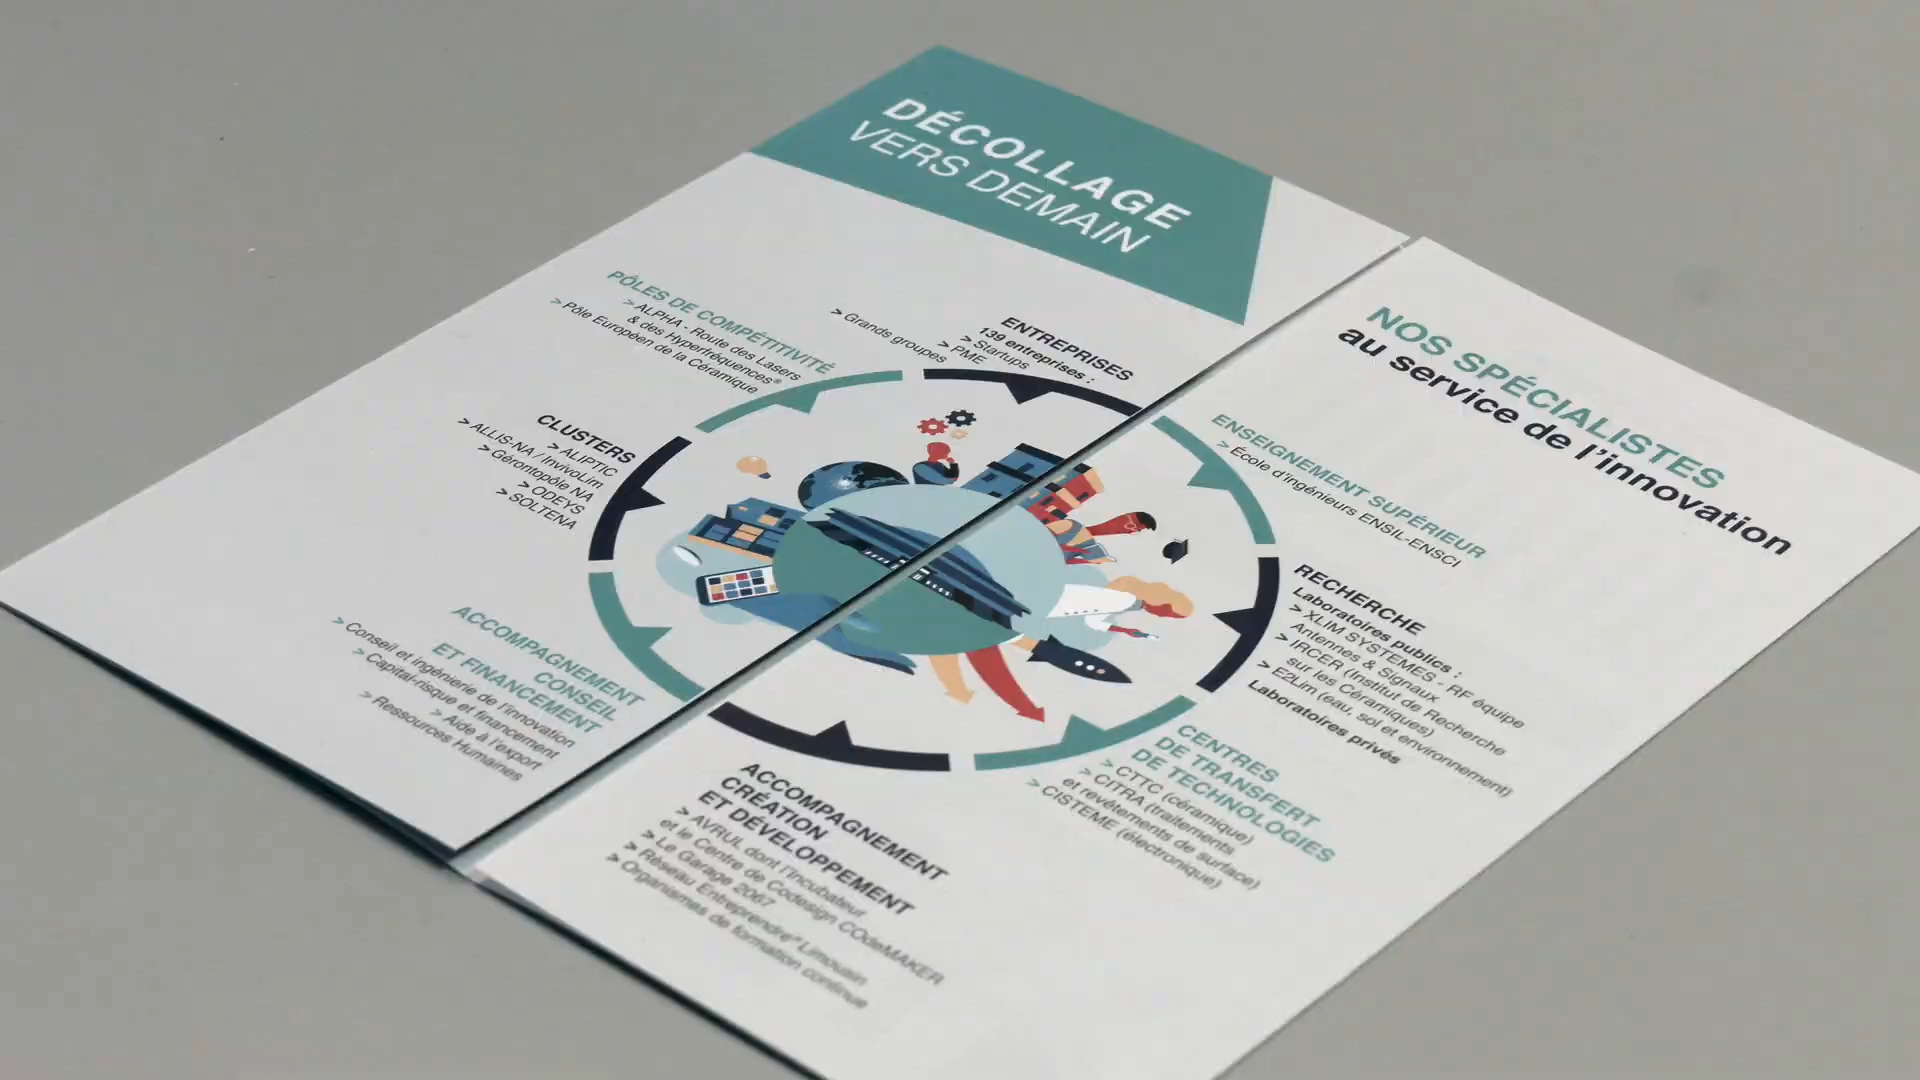 DÉCOLLAGE
VERS DEMAIN
PÔLES DE COMPÉTITIVITÉ
> ALPHA - Route des Lasers
& des Hyperfréquences®
> Pôle Européen de la Céramique
ENTREPRISES
139 entreprises :
> Startups
> PME
> Grands groupes
CLUSTERS
> ALIPTIC
> ALLIS-NA / InvivoLim
> Gérontopôle NA
> ODEYS
> SOLTENA
ACCOMPAGNEMENT
CONSEIL
ET FINANCEMENT
> Conseil et ingénierie de l'innovation
> Capital-risque et financement
> Aide à l'export
> Ressources Humaines
NOS SPÉCIALISTES
au service de l'innovation
ENSEIGNEMENT SUPÉRIEUR
> École d'Ingénieurs ENSIL-ENSCI
RECHERCHE
Laboratoires publics :
> XLIM SYSTEMES - RF équipe
Antennes & Signaux
> IRCER (Institut de Recherche
sur les Céramiques)
> E2Lim (eau, sol et environnement)
Laboratoires privés
CENTRES
DE TRANSFERT
DE TECHNOLOGIES
> CTTC (céramique)
> CITRA (traitements
et revêtements de surface)
> CISTEME (électronique)
ACCOMPAGNEMENT
CRÉATION
ET DÉVELOPPEMENT
> AVRUL dont l'incubateur
et le Centre de Codesign COdeMAKER
> Le Garage 2067
> Réseau Entreprendre® Limousin
> Organismes de formation continue